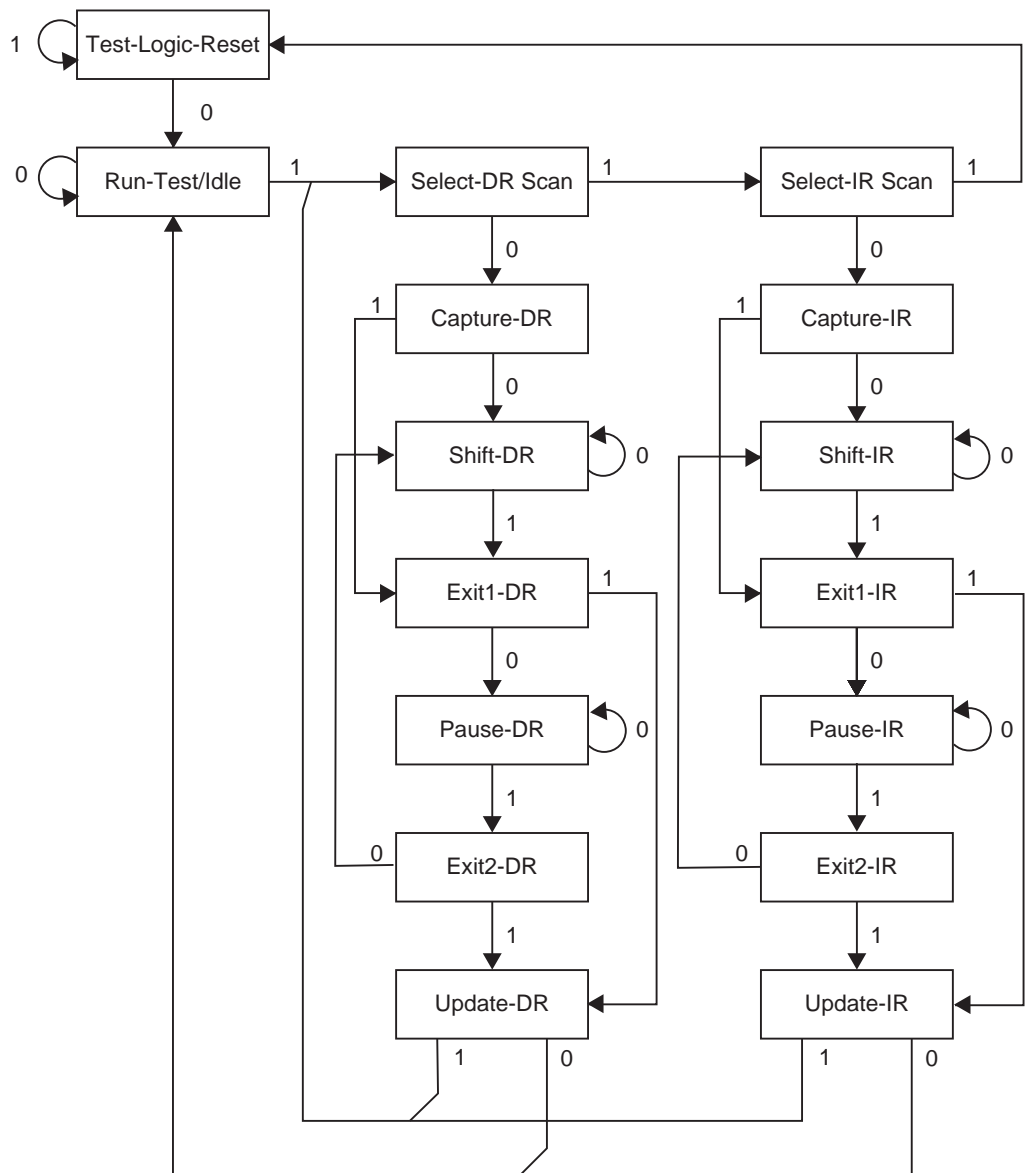 1
Test-Logic-Reset
0
0
Run-Test/Idle
1
Select-DR Scan
1
Select-IR Scan
1
0
0
1
Capture-DR
1
Capture-IR
0
0
Shift-DR
0
Shift-IR
0
1
1
Exit1-DR
1
Exit1-IR
1
0
0
Pause-DR
0
Pause-IR
0
1
1
0
Exit2-DR
0
Exit2-IR
1
1
Update-DR
Update-IR
1
0
1
0